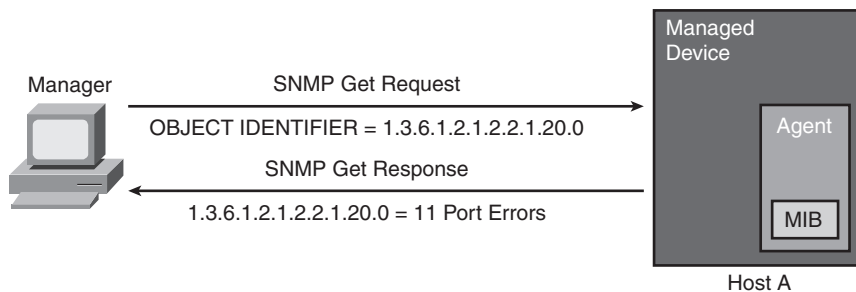 Managed
Device
Manager
SNMP Get Request
OBJECT IDENTIFIER = 1.3.6.1.2.1.2.2.1.20.0
Agent
SNMP Get Response
1.3.6.1.2.1.2.2.1.20.0 = 11 Port Errors
MIB
Host A